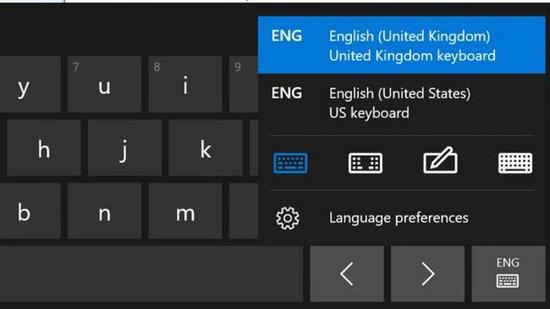 ENG English (United Kingdom)
United Kingdom keyboard
ENG English (United States)
US keyboard
Language preferences
7 8 9
y u i
h j k
b n m
< >
ENG